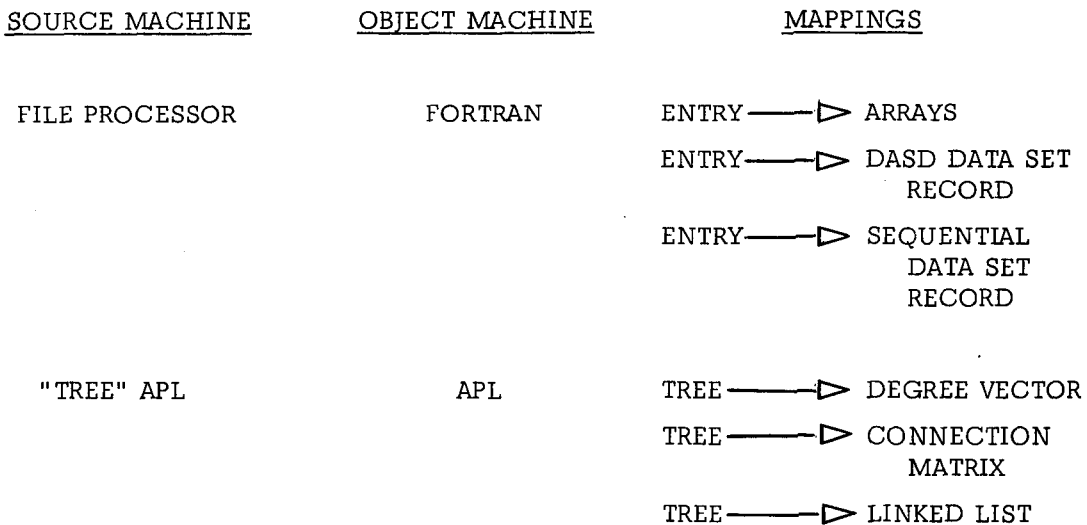 SOURCE MACHINE OBJECT MACHINE MAPPINGS
FILE PROCESSOR FORTRAN ENTRY ARRAYS
ENTRY DASD DATA SET
RECORD
ENTRY SEQUENTIAL
DATA SET
RECORD
"TREE" APL APL TREE DEGREE VECTOR
TREE CONNECTION
MATRIX
TREE LINKED LIST